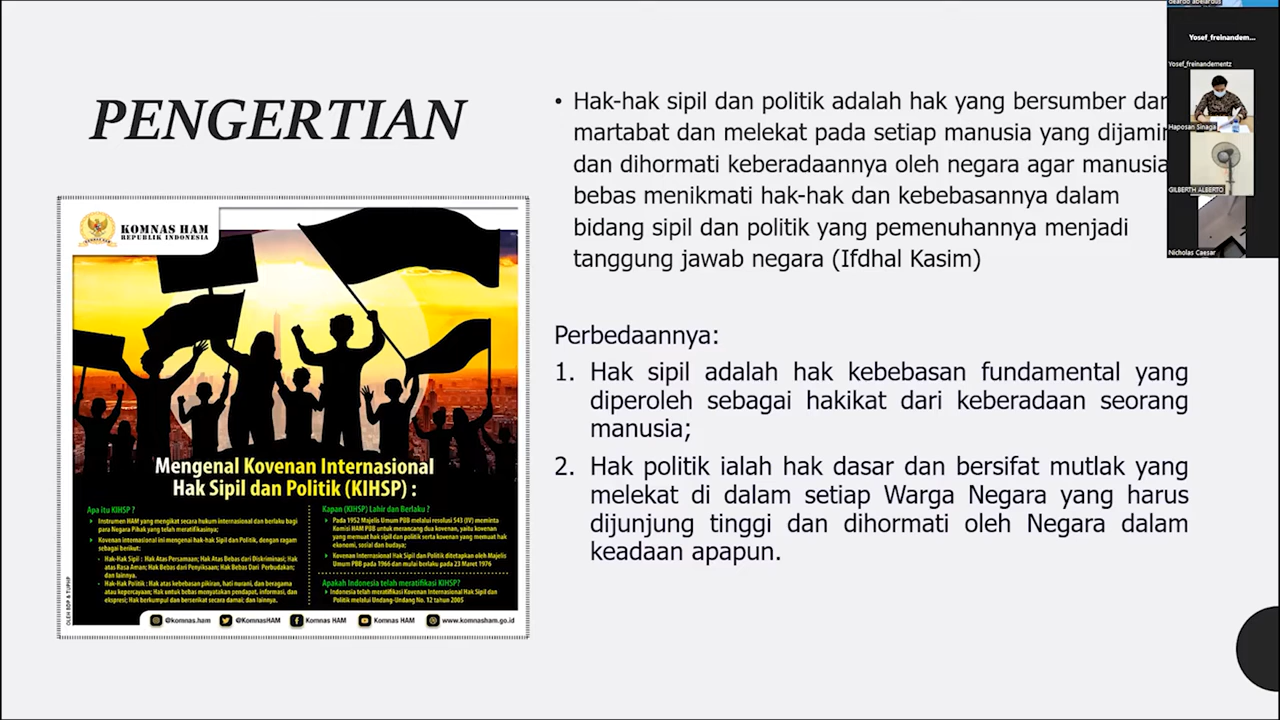 PENGERTIAN
KOMNAS HAM
REPUBLIK INDONESIA
Mengenal Kovenan Internasional
Hak Sipil dan Politik (KIHSP) :
Apa itu KIHSP ?
Instrumen HAM yang mengikat secara hukum internasional dan berlaku bagi
para Negara Pihak yang telah meratifikasinya;
Kovenan internasional ini mengenai hak-hak Sipil dan Politik, dengan ragam
sebagai berikut:
- Hak-Hak Sipil : Hak Atas Persamaan; Hak Atas Bebas dari Diskriminasi; Hak
atas Rasa Aman; Hak Bebas dari Penyiksaan; Hak Bebas Dari Perbudakan;
dan lainnya.
- Hak-Hak Politik : Hak atas kebebasan pikiran, hati nurani, dan beragama
atau kepercayaan; Hak untuk bebas menyatakan pendapat, informasi, dan
ekspresi; Hak berkumpul dan berserikat secara damai; dan lainnya.
Kapan (KIHSP) Lahir dan Berlaku ?
Pada 1952 Majelis Umum PBB melalui resolusi 543 (IV) meminta
Komisi HAM PBB untuk merancang dua kovenan, yaitu kovenan
yang memuat hak sipil dan politik serta kovenan yang memuat hak
ekonomi, sosial dan budaya;
Kovenan Internasional Hak Sipil dan Politik ditetapkan oleh Majelis
Umum PBB pada 1966 dan mulai berlaku pada 23 Maret 1976
Apakah Indonesia telah meratifikasi KIHSP?
Indonesia telah meratifikasi Kovenan Internasional Hak Sipil dan
Politik melalui Undang-Undang No. 12 tahun 2005
@komnas.ham @KomnasHAM Komnas HAM Komnas HAM www.komnasham.go.id
• Hak-hak sipil dan politik adalah hak yang bersumber dar
martabat dan melekat pada setiap manusia yang dijamin
dan dihormati keberadaannya oleh negara agar manusia
bebas menikmati hak-hak dan kebebasannya dalam
bidang sipil dan politik yang pemenuhannya menjadi
tanggung jawab negara (Ifdhal Kasim)
Perbedaannya:
1. Hak sipil adalah hak kebebasan fundamental yang
diperoleh sebagai hakikat dari keberadaan seorang
manusia,
2. Hak politik ialah hak dasar dan bersifat mutlak yang
melekat di dalam setiap Warga Negara yang harus
dijunjung tinggi dan dihormati oleh Negara dalam
keadaan apapun.
Yosef_freinandem...
Yosef_freinandementz
Haposan Sinaga
GILBERTH ALBERTO
Nicholas Caesar